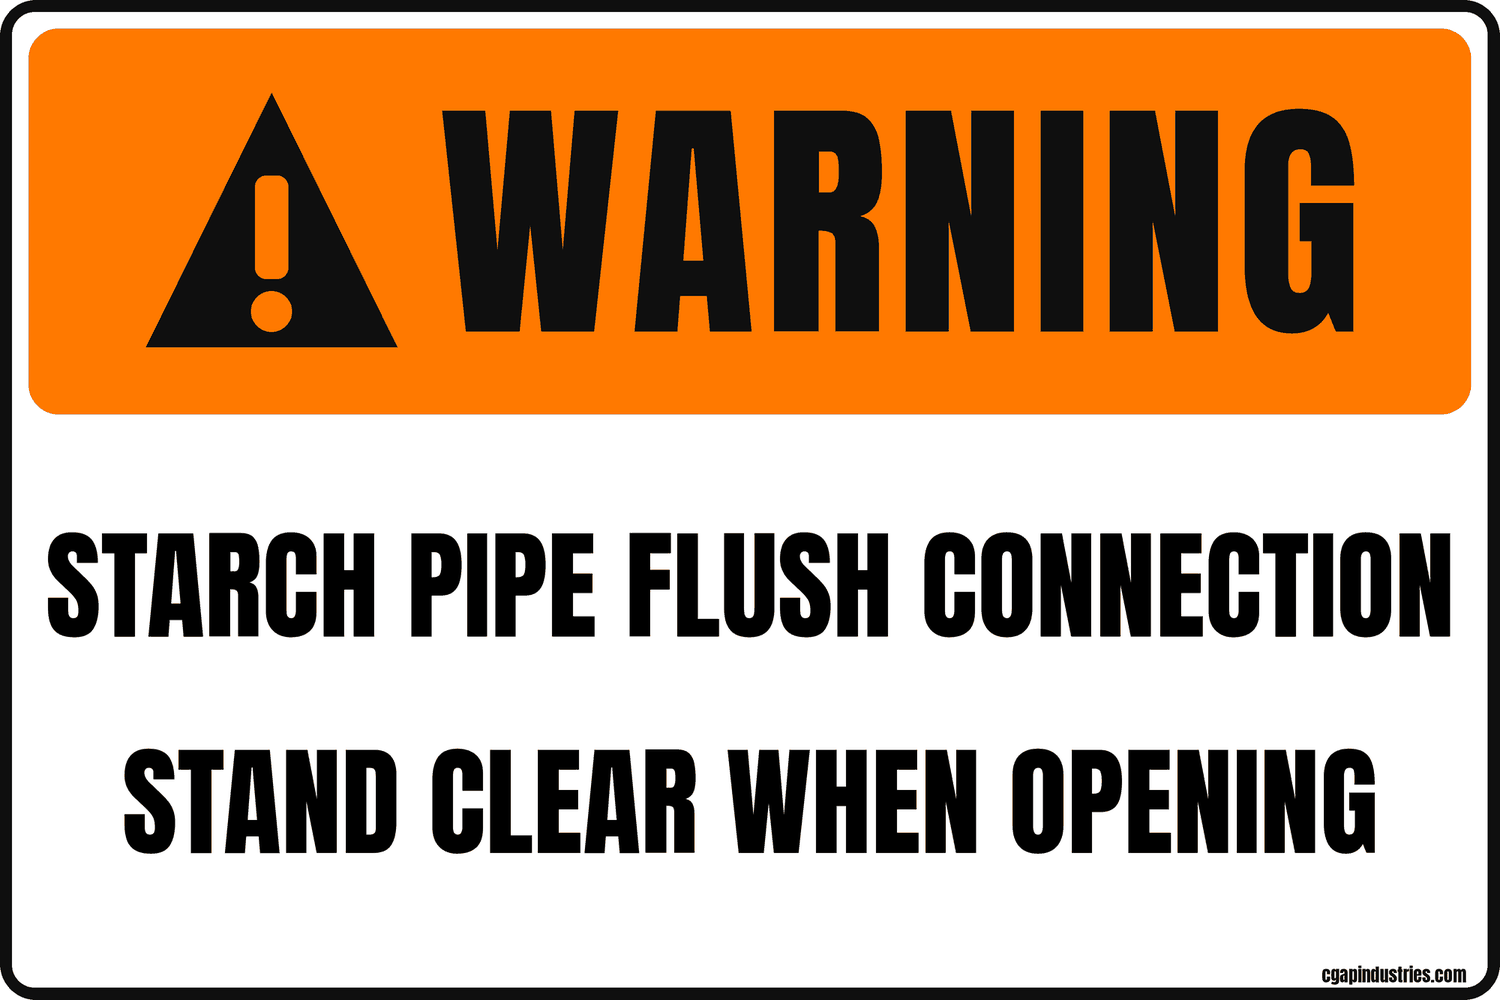 WARNING
STARCH PIPE FLUSH CONNECTION
STAND CLEAR WHEN OPENING
cgapindustries.com